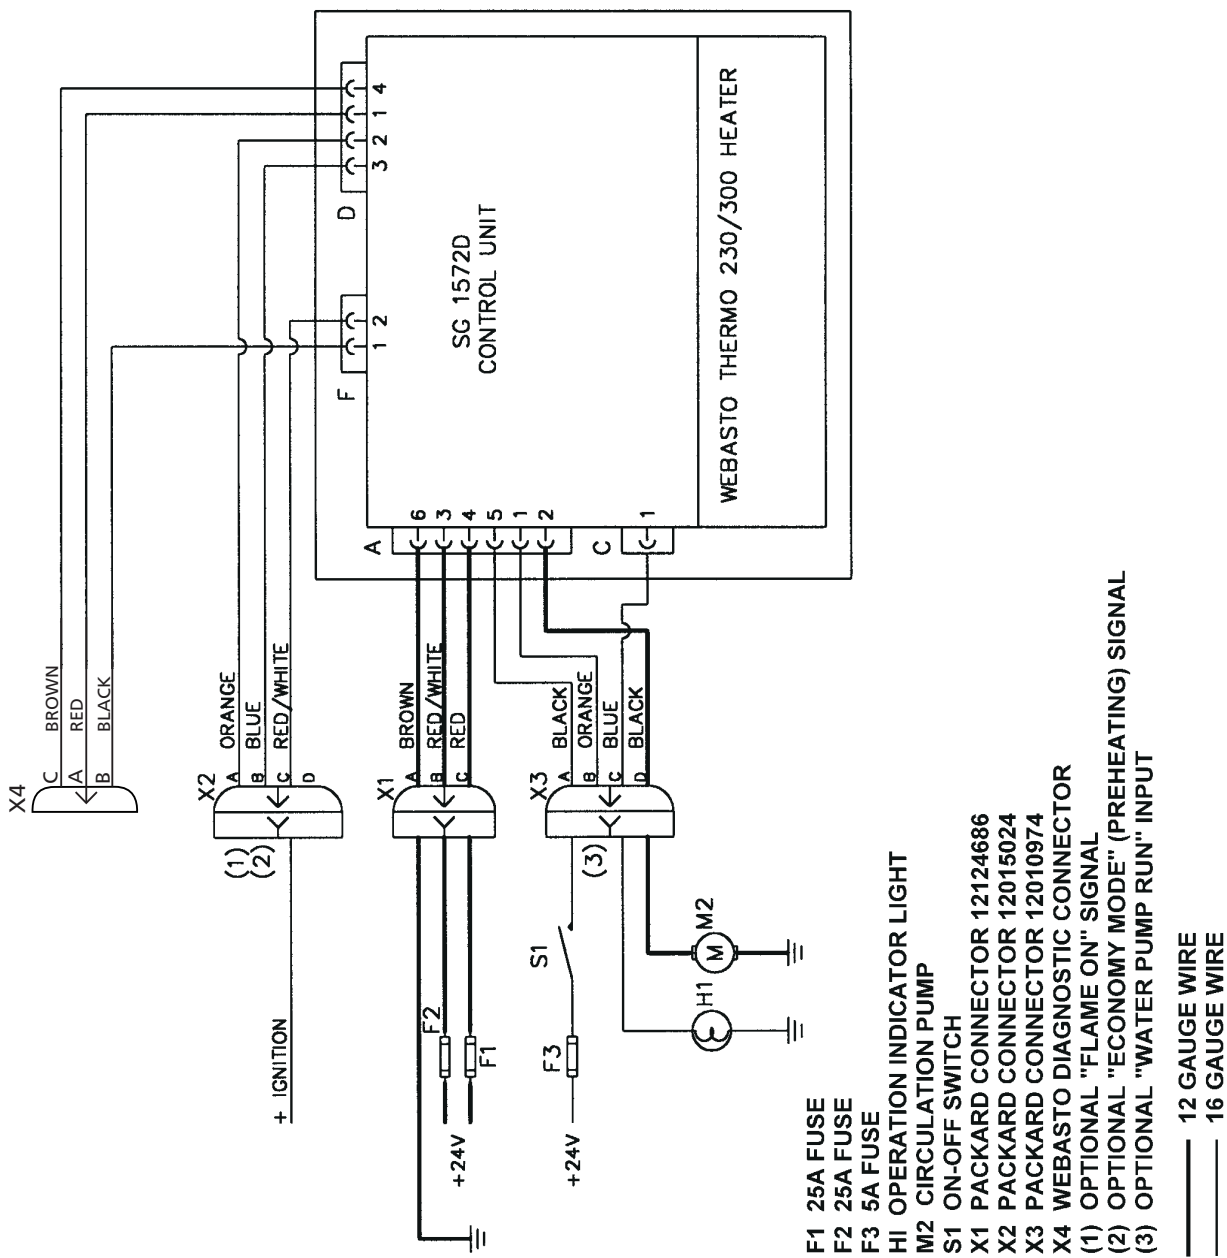 X4
C
A
B
BROWN
RED
BLACK
X2
A
B
C
D
ORANGE
BLUE
RED/WHITE
(1)
(2)
+ IGNITION
X1
A
B
C
BROWN
RED/WHITE
RED
F2
F1
+24V
X3
A
B
C
D
BLACK
ORANGE
BLUE
BLACK
(3)
S1
F3
+24V
M2
M
H1
D
4
1
2
3
F
2
1
A
6
3
4
5
1
2
C
1
SG 1572D
CONTROL UNIT
WEBASTO THERMO 230/300 HEATER
F1 25A FUSE
F2 25A FUSE
F3 5A FUSE
HI OPERATION INDICATOR LIGHT
M2 CIRCULATION PUMP
S1 ON-OFF SWITCH
X1 PACKARD CONNECTOR 12124686
X2 PACKARD CONNECTOR 12015024
X3 PACKARD CONNECTOR 12010974
X4 WEBASTO DIAGNOSTIC CONNECTOR
(1) OPTIONAL "FLAME ON" SIGNAL
(2) OPTIONAL "ECONOMY MODE" (PREHEATING) SIGNAL
(3) OPTIONAL "WATER PUMP RUN" INPUT
12 GAUGE WIRE
16 GAUGE WIRE